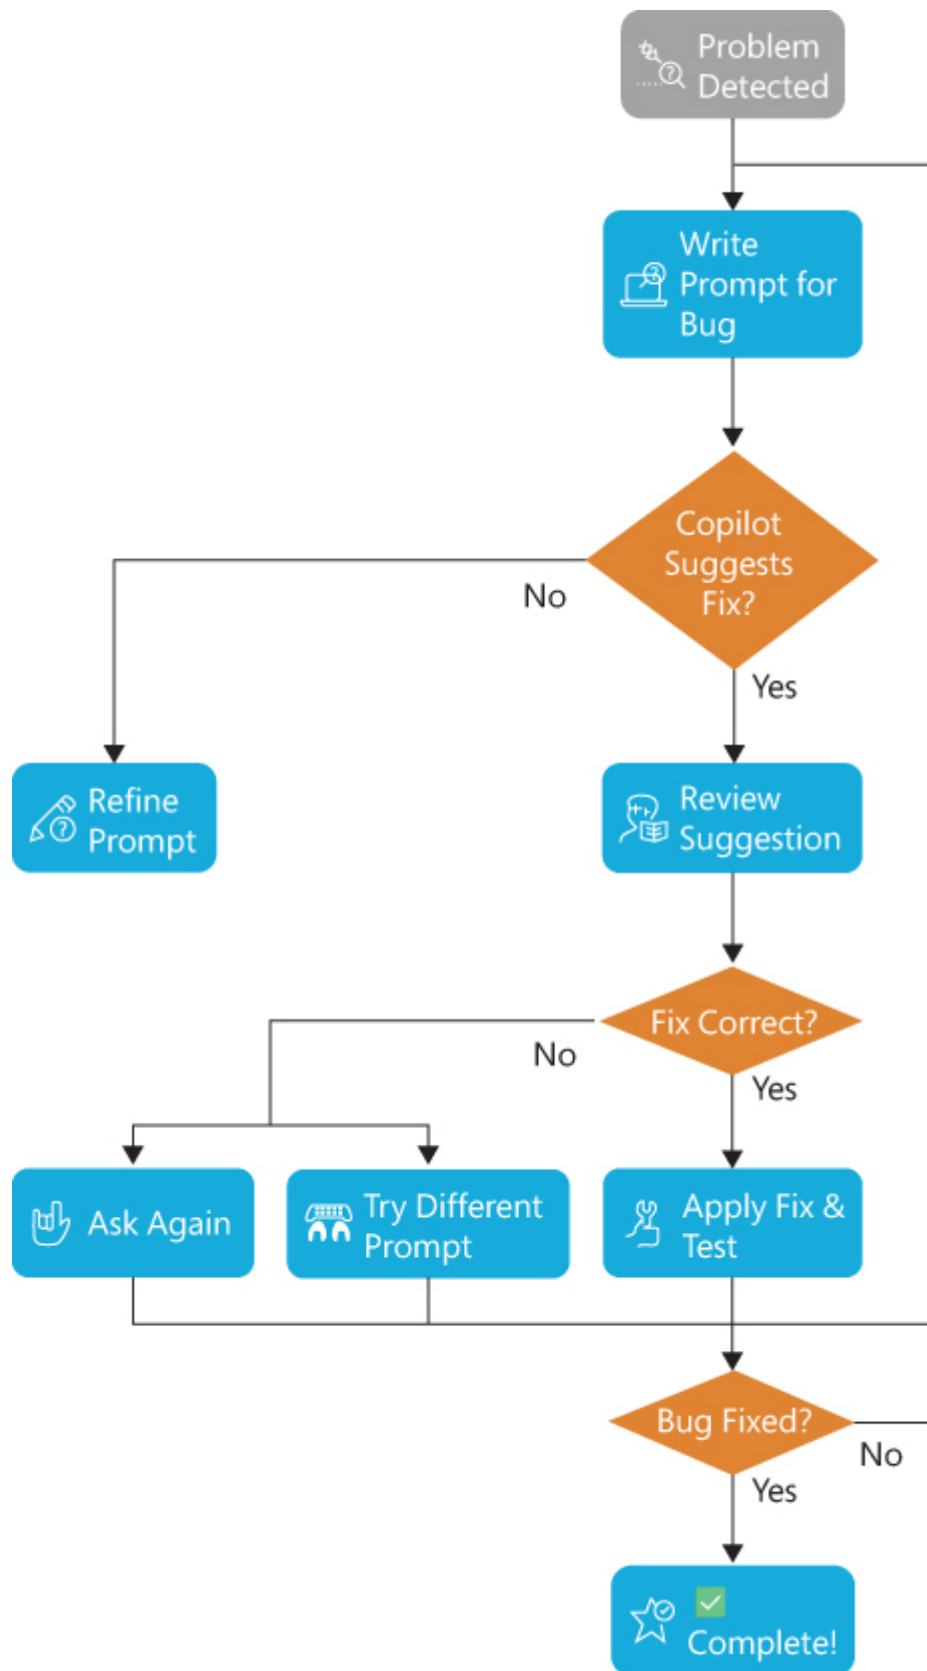 Problem
Detected
Write
Prompt for
Bug
Copilot
Suggests
Fix?
No
Yes
Refine
Prompt
Review
Suggestion
Fix Correct?
No
Yes
Ask Again
Try Different
Prompt
Apply Fix &
Test
Bug Fixed?
No
Yes
✅
Complete!